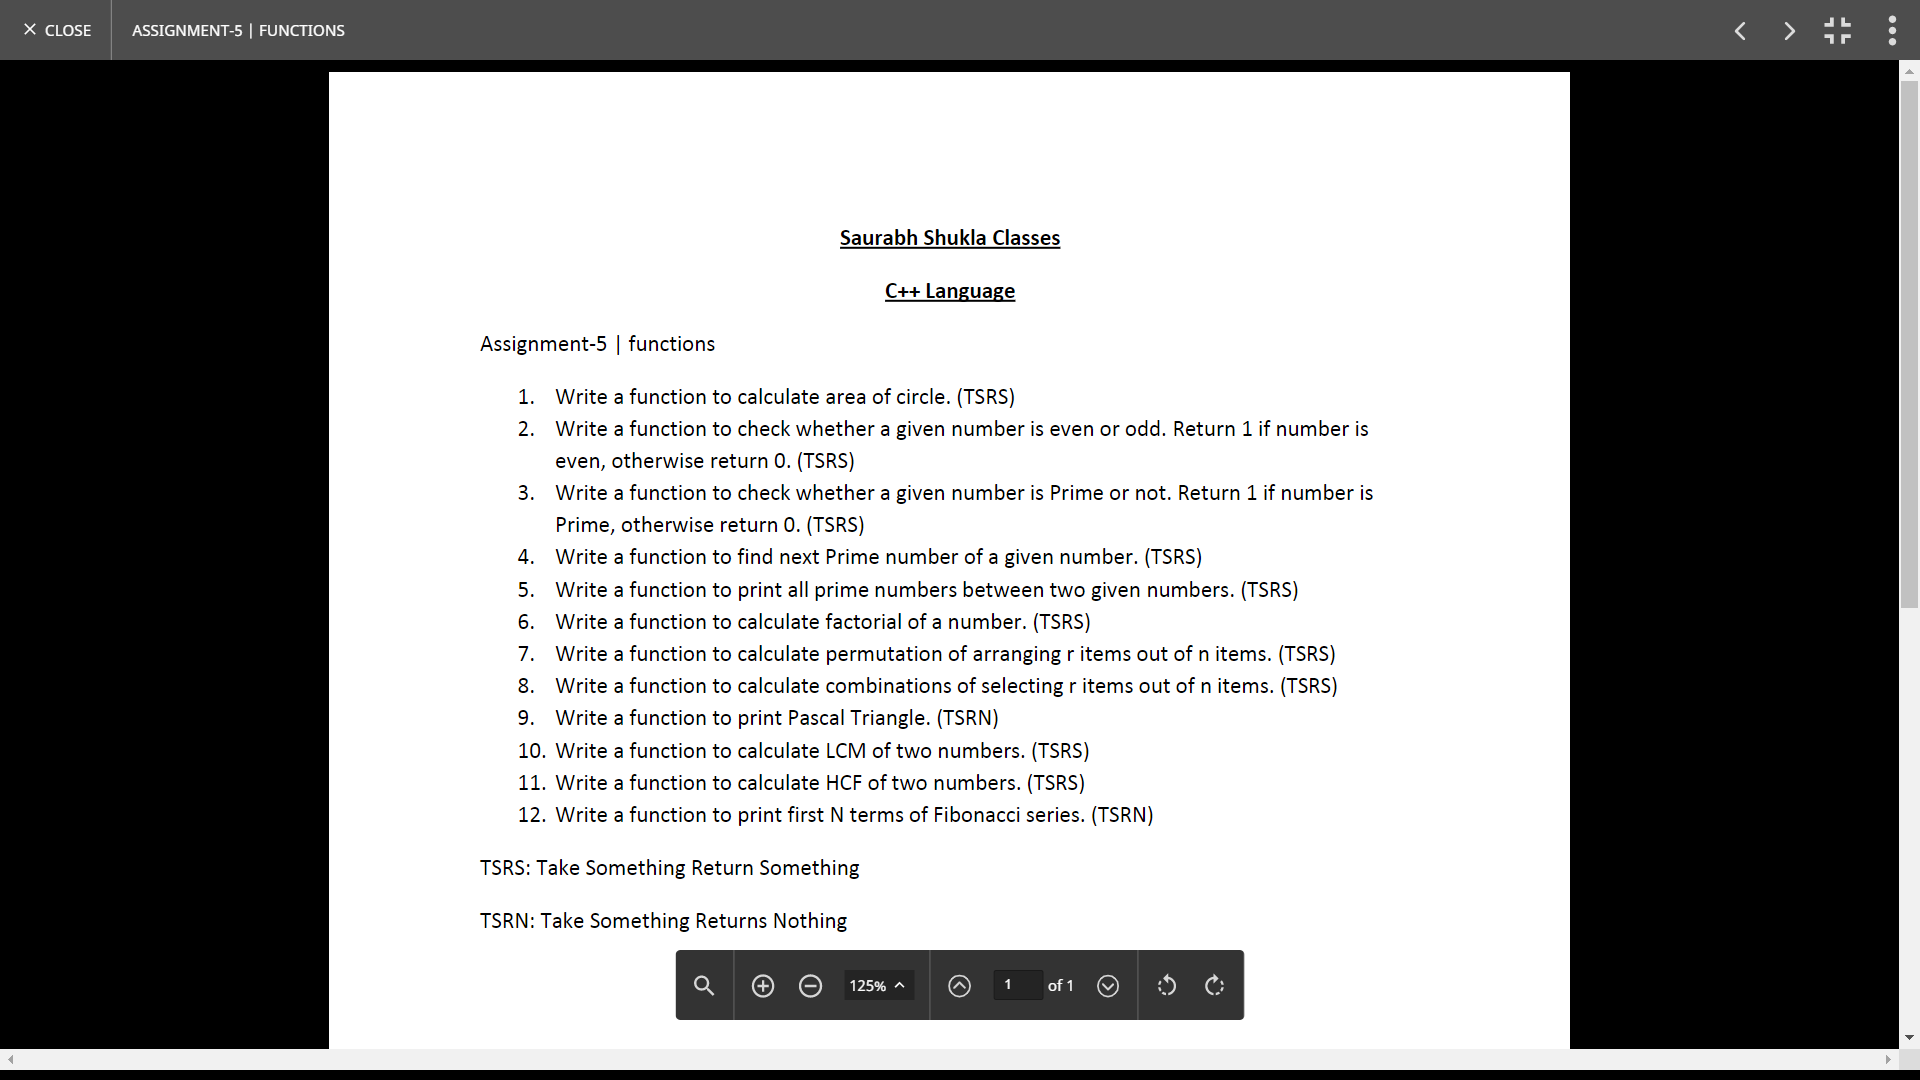 CLOSE
ASSIGNMENT-5 | FUNCTIONS
Saurabh Shukla Classes
C++ Language
Assignment-5 | functions
1. Write a function to calculate area of circle. (TSRS)
2. Write a function to check whether a given number is even or odd. Return 1 if number is
even, otherwise return 0. (TSRS)
3. Write a function to check whether a given number is Prime or not. Return 1 if number is
Prime, otherwise return 0. (TSRS)
4. Write a function to find next Prime number of a given number. (TSRS)
5. Write a function to print all prime numbers between two given numbers. (TSRS)
6. Write a function to calculate factorial of a number. (TSRS)
7. Write a function to calculate permutation of arranging r items out of n items. (TSRS)
8. Write a function to calculate combinations of selecting r items out of n items. (TSRS)
9. Write a function to print Pascal Triangle. (TSRN)
10. Write a function to calculate LCM of two numbers. (TSRS)
11. Write a function to calculate HCF of two numbers. (TSRS)
12. Write a function to print first N terms of Fibonacci series. (TSRN)
TSRS: Take Something Return Something
TSRN: Take Something Returns Nothing
125%
1 of 1